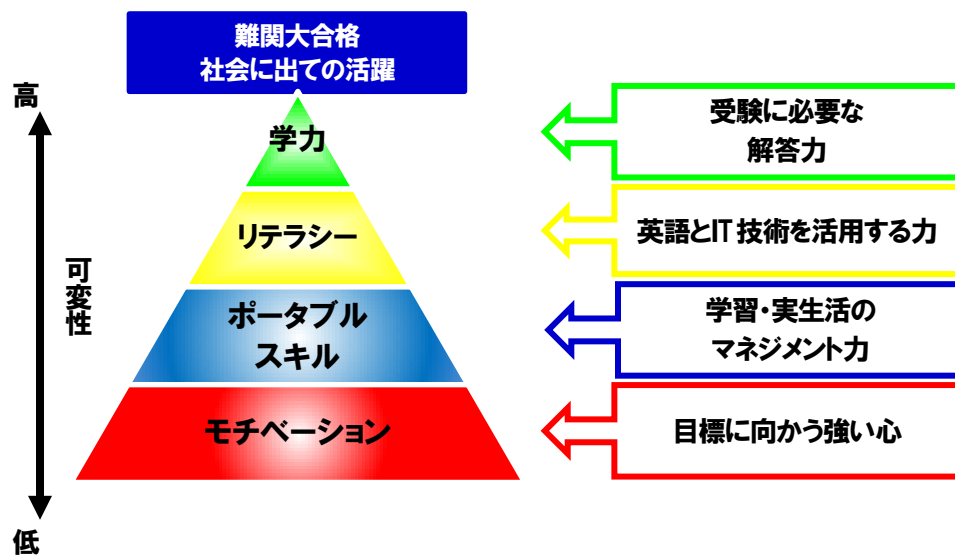 難関大合格
社会に出ての活躍
高
可変性
低
学力
リテラシー
ポータブル
スキル
モチベーション
受験に必要な
解答力
英語とIT技術を活用する力
学習・実生活の
マネジメント力
目標に向かう強い心